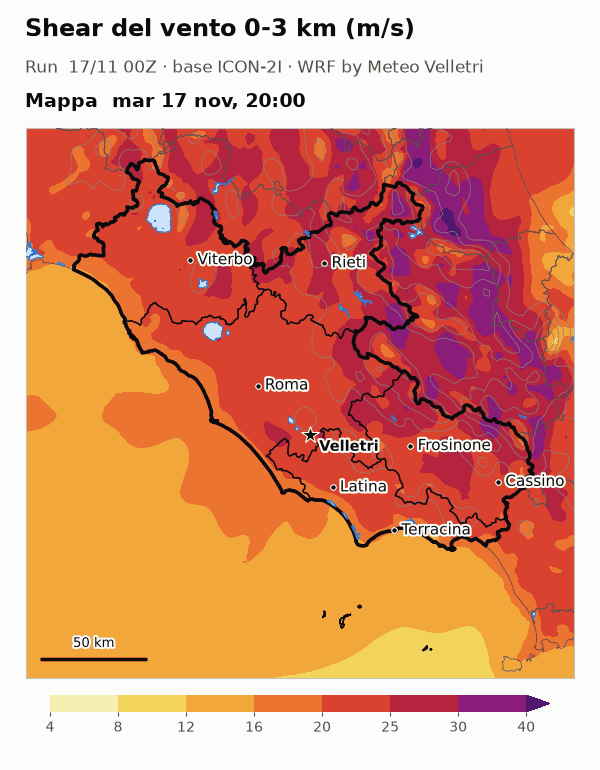 Shear del vento 0-3 km (m/s)
Run  17/11 00Z · base ICON-2I · WRF by Meteo Velletri
Mappa  mar 17 nov, 20:00
Viterbo
Rieti
Roma
Velletri
Frosinone
Cassino
Latina
Terracina
50 km
4 8 12 16 20 25 30 40